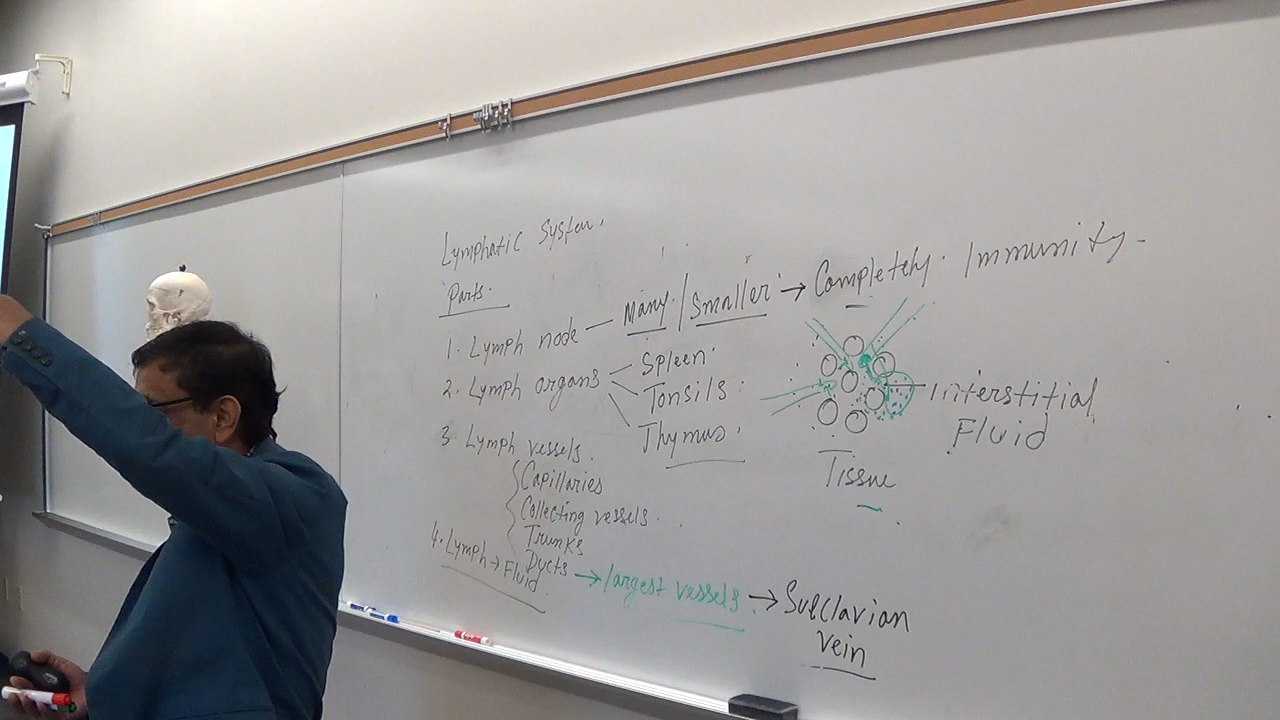 Lymphatic System.
Parts.
1. Lymph node — Many / Smaller → Completely. Immunity.
2. Lymph organs
Spleen.
Tonsils.
Thymus.
3. Lymph vessels.
Capillaries
Collecting vessels.
Trunks
Ducts → largest vessels. → Subclavian vein
4. Lymph → Fluid.
Interstitial
Fluid
Tissue